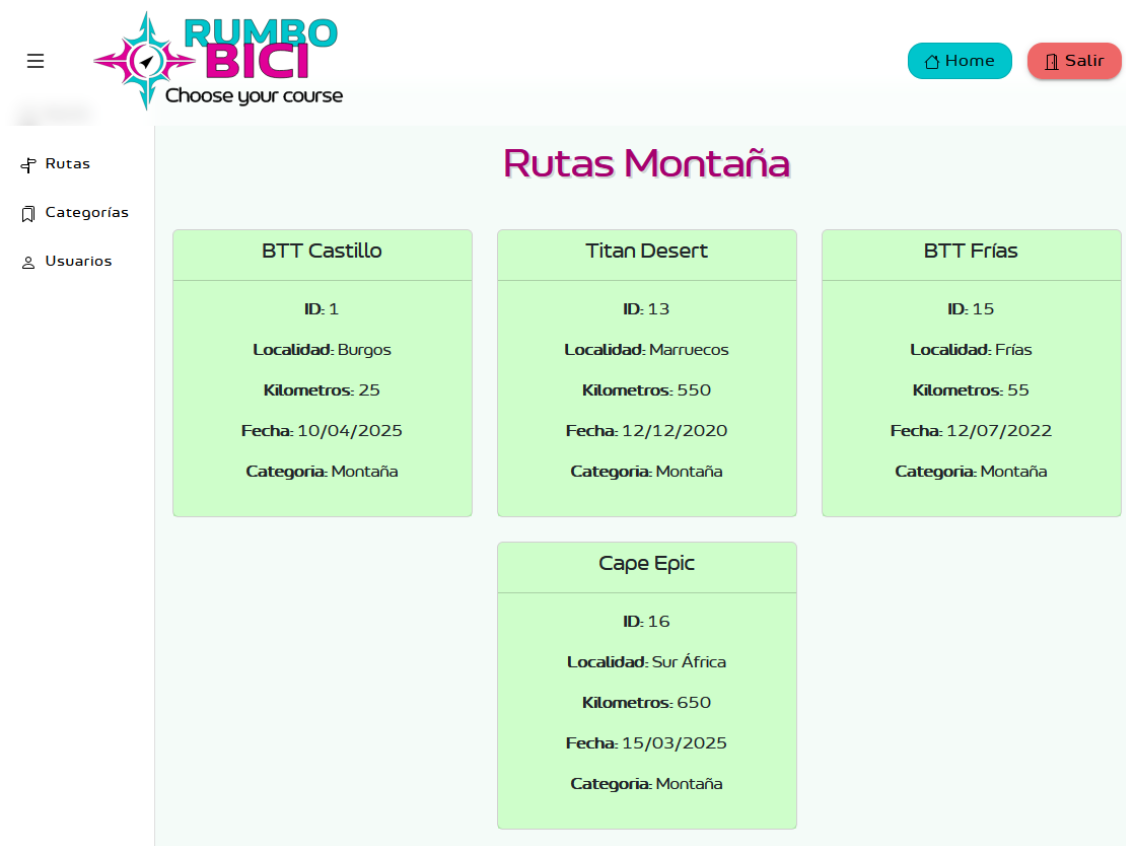 RUMBO
BICI
Choose your course
Home
Salir
Rutas
Categorías
Usuarios
Rutas Montaña
BTT Castillo
ID: 1
Localidad: Burgos
Kilometros: 25
Fecha: 10/04/2025
Categoria: Montaña
Titan Desert
ID: 13
Localidad: Marruecos
Kilometros: 550
Fecha: 12/12/2020
Categoria: Montaña
BTT Frías
ID: 15
Localidad: Frías
Kilometros: 55
Fecha: 12/07/2022
Categoria: Montaña
Cape Epic
ID: 16
Localidad: Sur África
Kilometros: 650
Fecha: 15/03/2025
Categoria: Montaña